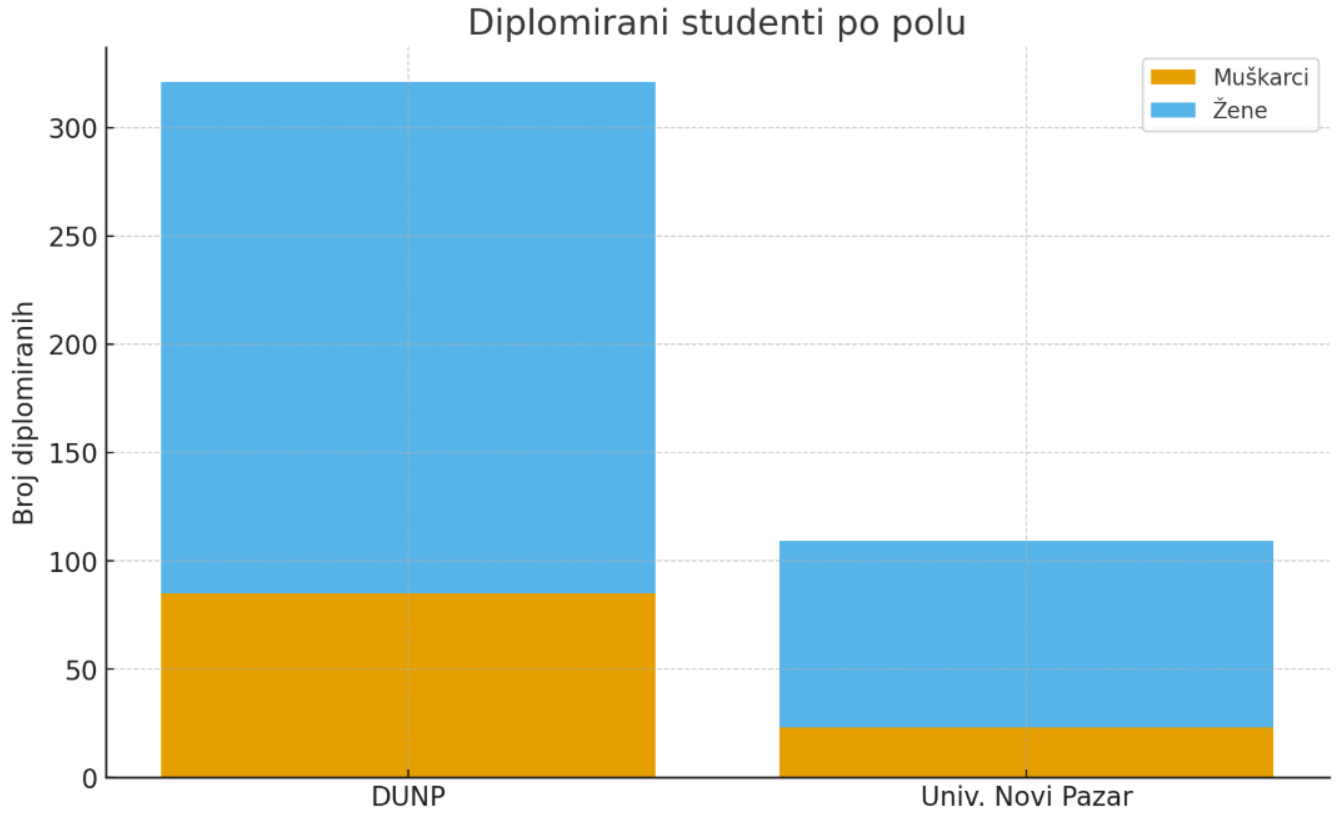 Diplomirani studenti po polu
Muškarci
Žene
Broj diplomiranih
300
250
200
150
100
50
0
DUNP
Univ. Novi Pazar